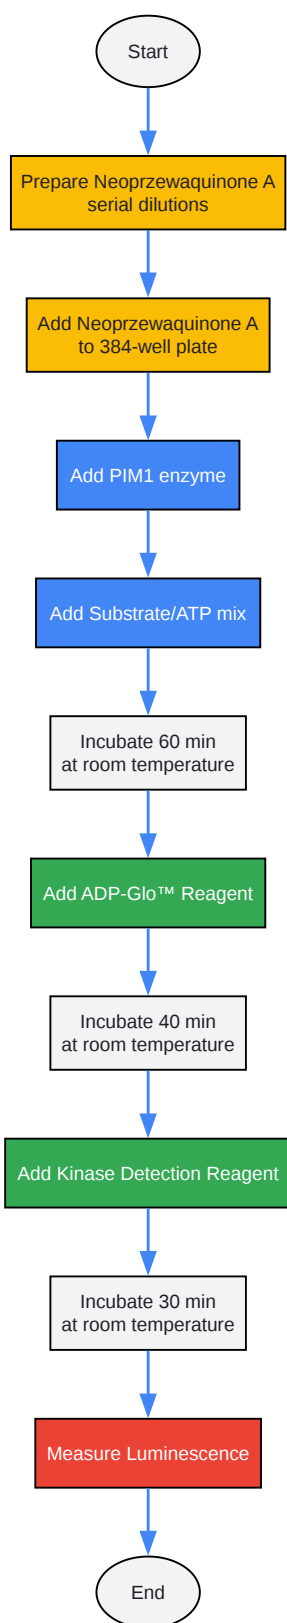 Start
Prepare Neoprzewaquinone A
serial dilutions
Add Neoprzewaquinone A
to 384-well plate
Add PIM1 enzyme
Add Substrate/ATP mix
Incubate 60 min
at room temperature
Add ADP-Glo™ Reagent
Incubate 40 min
at room temperature
Add Kinase Detection Reagent
Incubate 30 min
at room temperature
Measure Luminescence
End